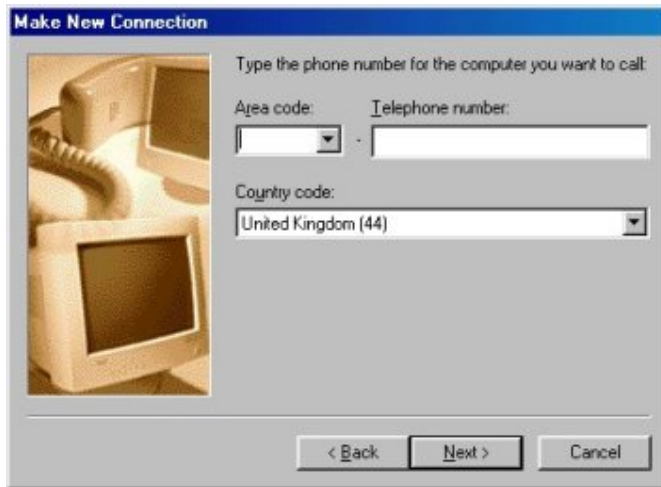 Make New Connection
Type the phone number for the computer you want to call:
Area code: Telephone number:
-
Country code:
United Kingdom (44)
< Back Next > Cancel